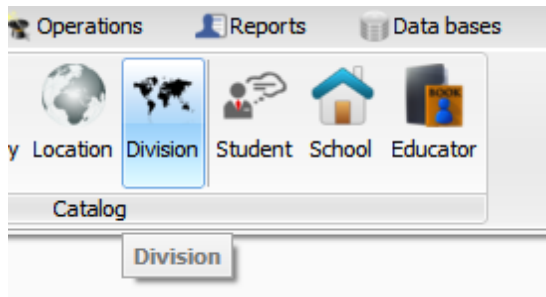 Operations Reports Data bases
BOOK
y Location Division Student School Educator
Catalog
Division